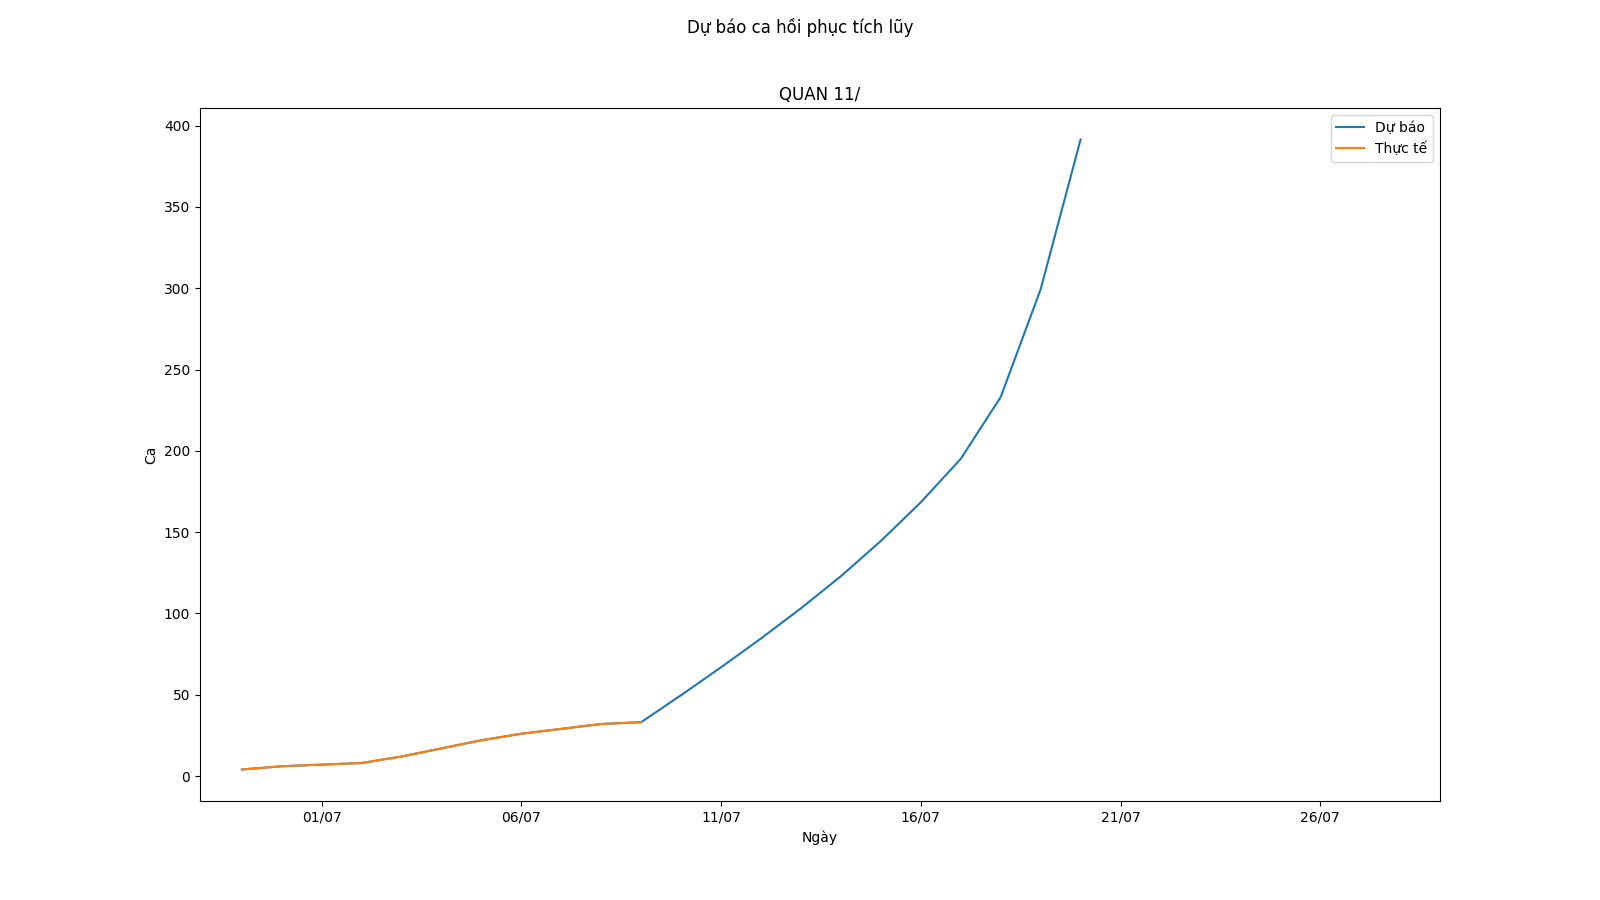 Dự báo ca hồi phục tích lũy
QUAN 11/
Dự báo
Thực tế
400
350
300
250
200
150
100
50
0
Ca
01/07
06/07
11/07
16/07
21/07
26/07
Ngày